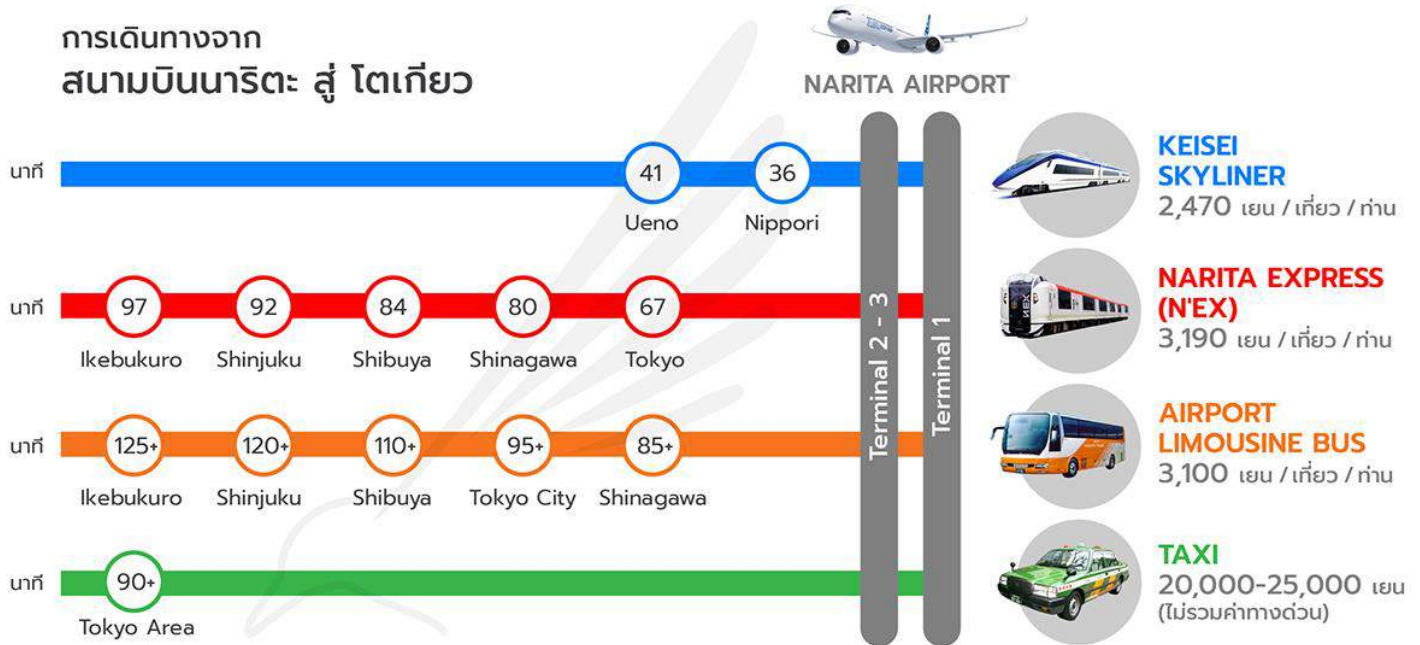 การเดินทางจาก
สนามบินนาริตะ สู่ โตเกียว
NARITA AIRPORT
Terminal 2 - 3
Terminal 1
นาที
41
36
Ueno
Nippori
KEISEI
SKYLINER
2,470 เยน / เที่ยว / ท่าน
นาที
97
92
84
80
67
Ikebukuro
Shinjuku
Shibuya
Shinagawa
Tokyo
NARITA EXPRESS
(N'EX)
3,190 เยน / เที่ยว / ท่าน
นาที
125+
120+
110+
95+
85+
Ikebukuro
Shinjuku
Shibuya
Tokyo City
Shinagawa
AIRPORT
LIMOUSINE BUS
3,100 เยน / เที่ยว / ท่าน
นาที
90+
Tokyo Area
TAXI
20,000-25,000 เยน
(ไม่รวมค่าทางด่วน)